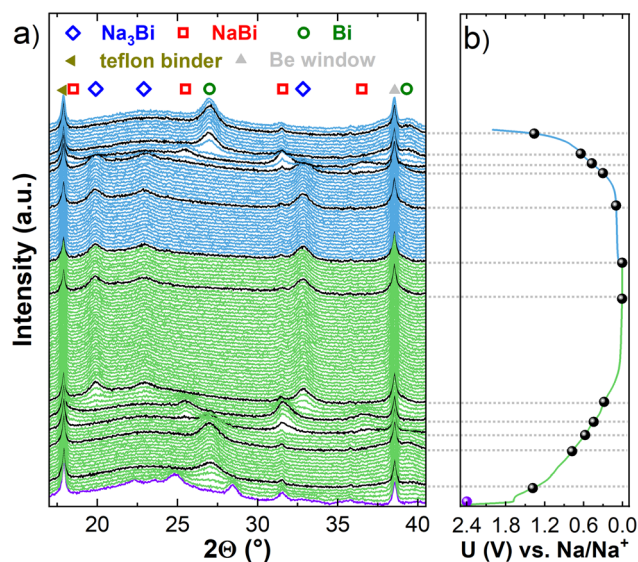 a)
Na₃Bi NaBi Bi
teflon binder Be window
b)
Intensity (a.u.)
20 25 30 35 40
2Θ (°)
2.4 1.8 1.2 0.6 0.0
U (V) vs. Na/Na⁺